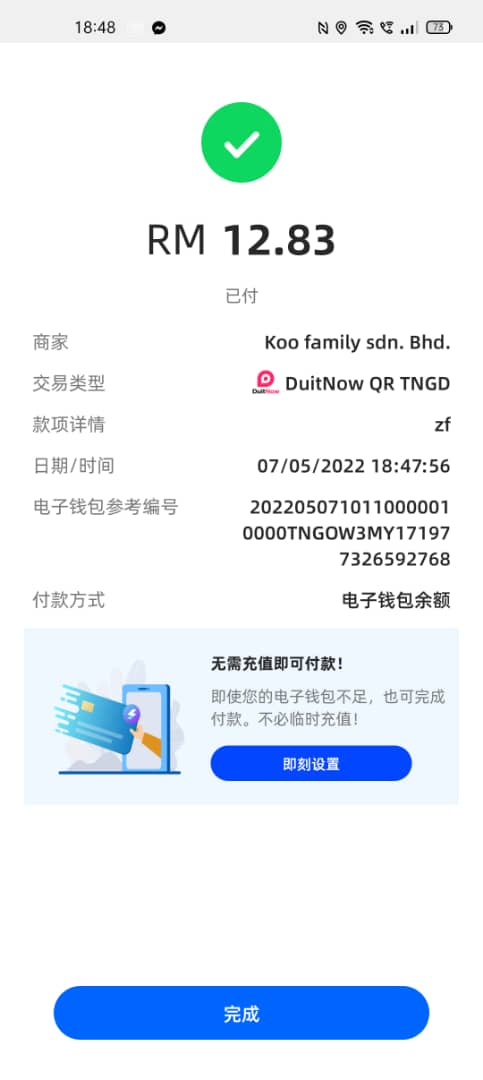 18:48
73
RM 12.83
已付
商家 Koo family sdn. Bhd.
交易类型 DuitNow DuitNow QR TNGD
款项详情 zf
日期/时间 07/05/2022 18:47:56
电子钱包参考编号 202205071011000001
0000TNGOW3MY17197
7326592768
付款方式 电子钱包余额
无需充值即可付款!
即使您的电子钱包不足，也可完成
付款。不必临时充值!
即刻设置
完成